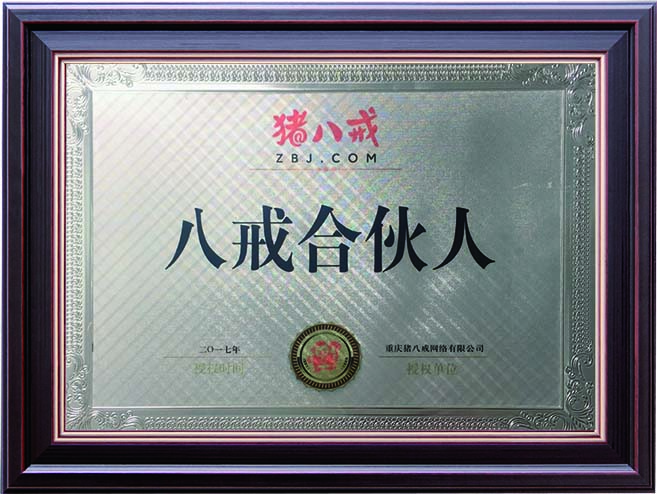 猪八戒
ZBJ.COM
八戒合伙人
二〇一七年
授权时间
重庆猪八戒网络有限公司
授权单位